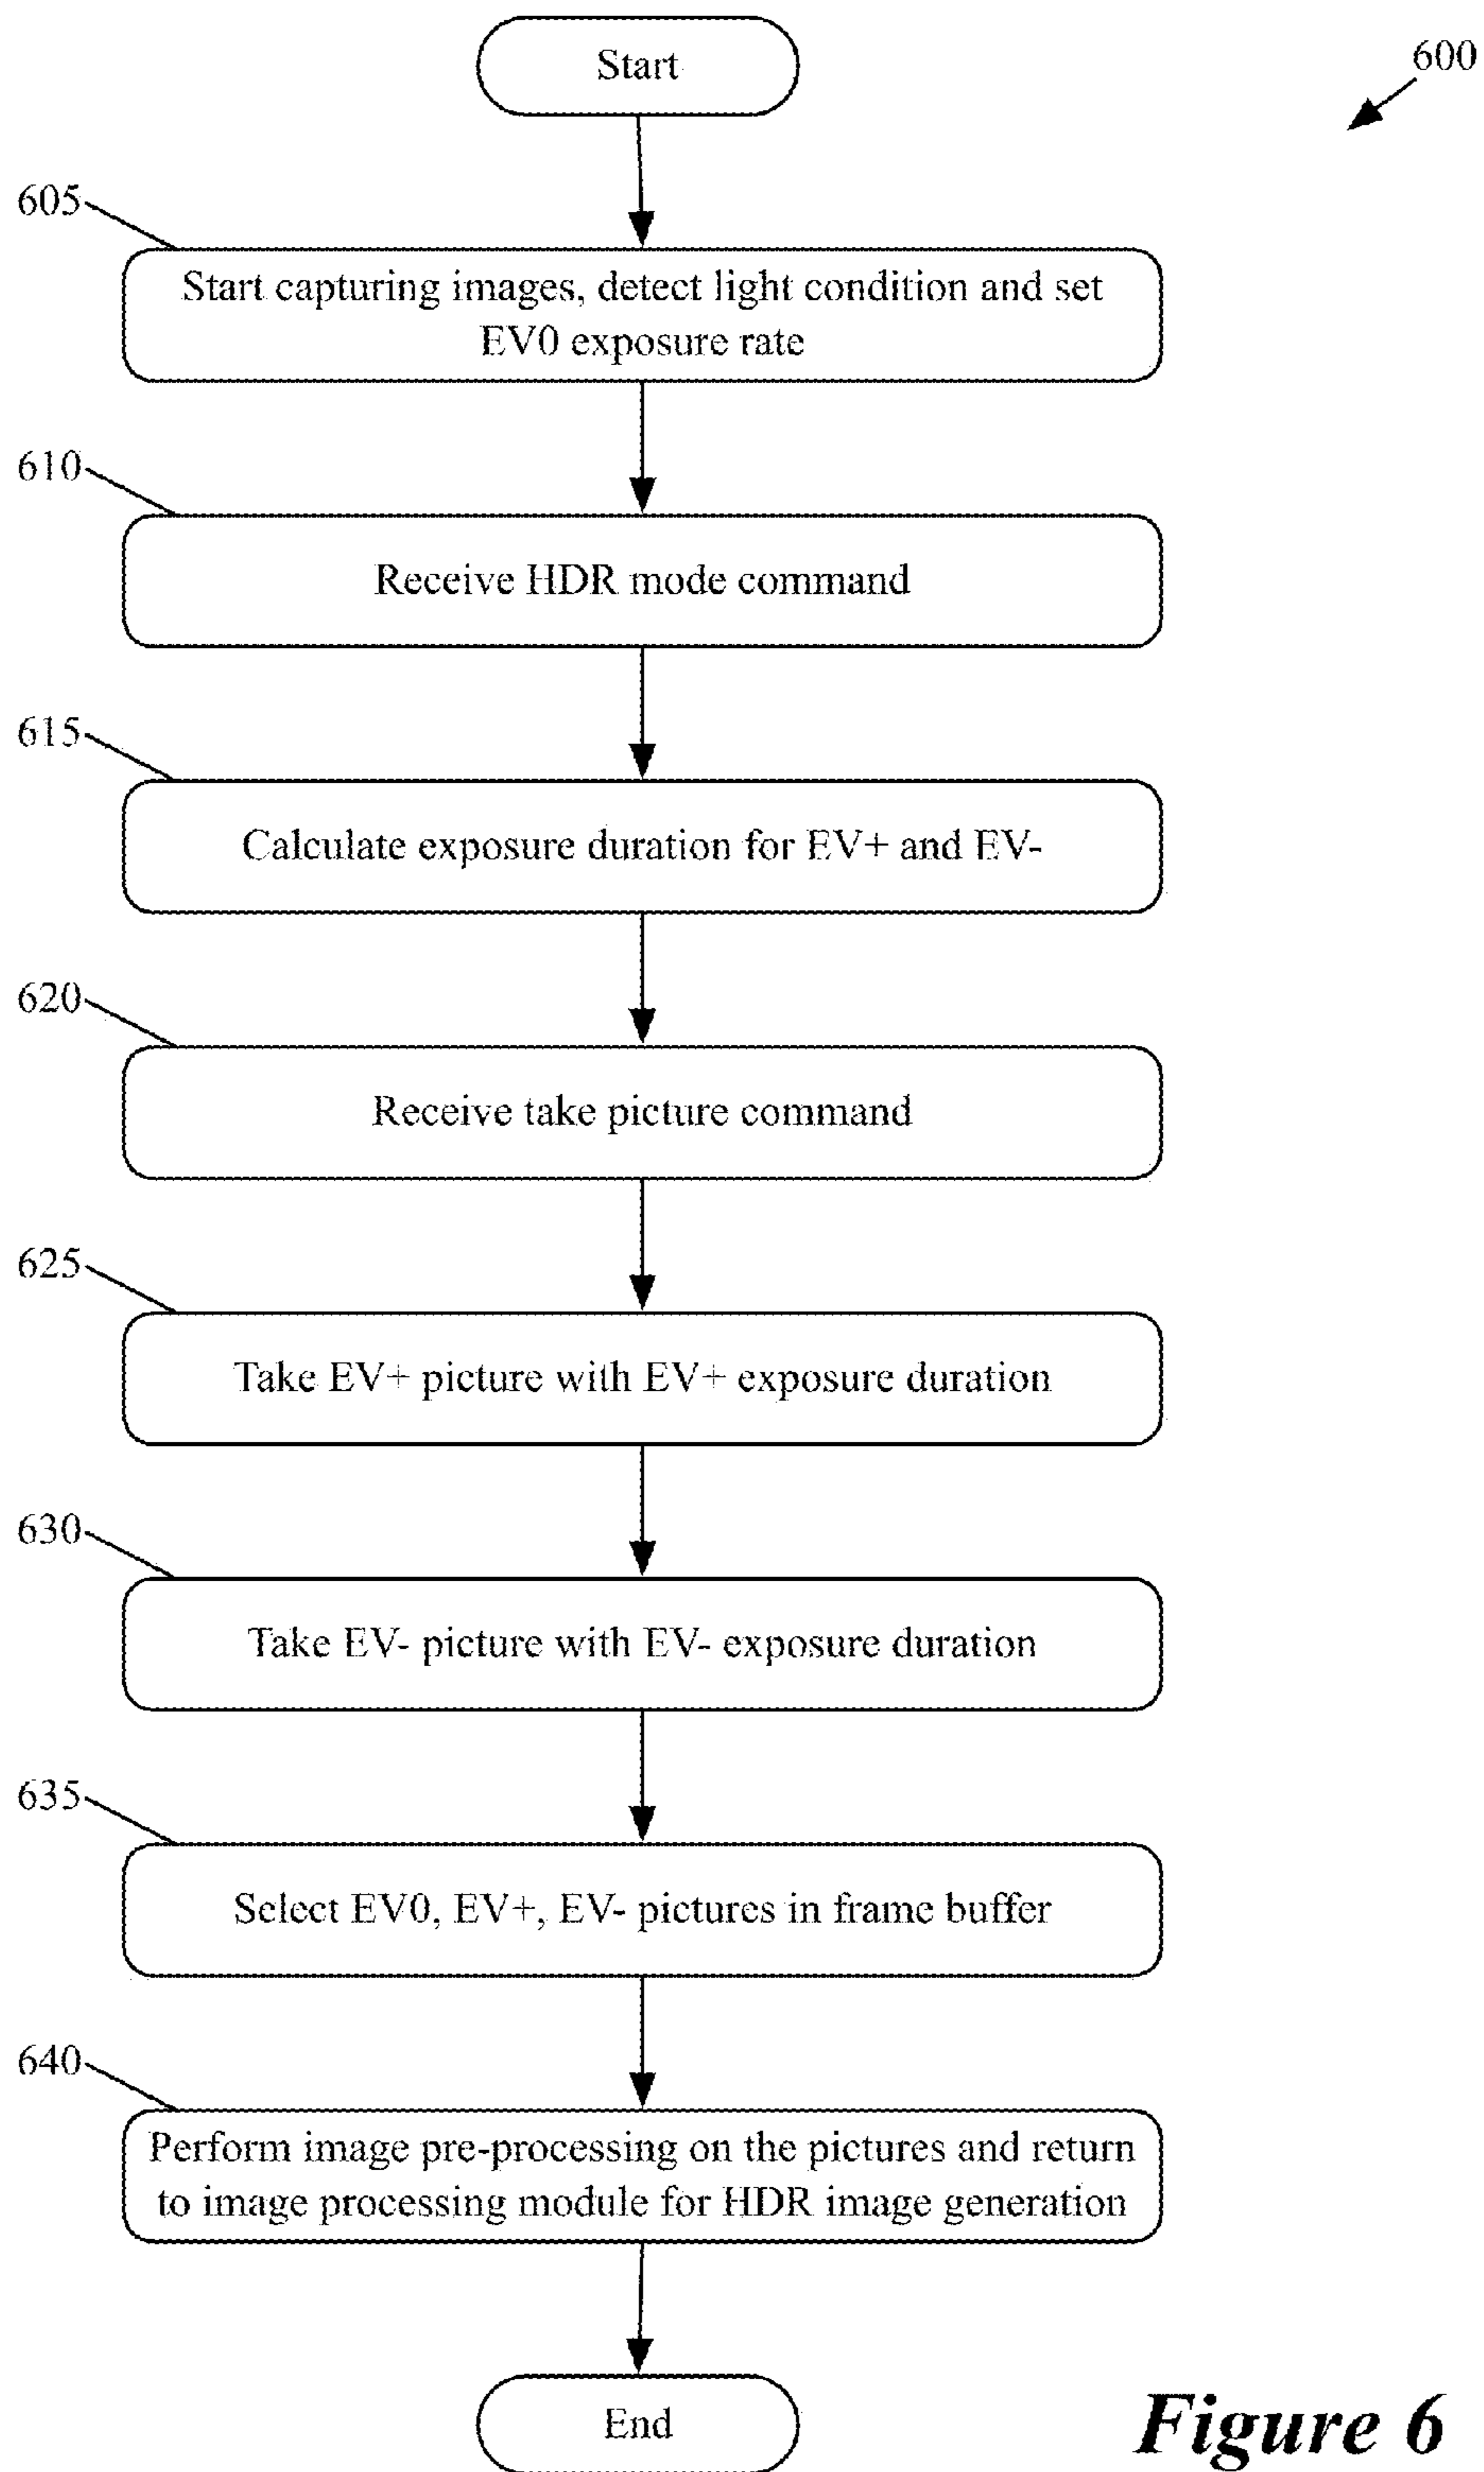 Start
600
605
Start capturing images, detect light condition and set
EV0 exposure rate
610
Receive HDR mode command
615
Calculate exposure duration for EV+ and EV-
620
Receive take picture command
625
Take EV+ picture with EV+ exposure duration
630
Take EV- picture with EV- exposure duration
635
Select EV0, EV+, EV- pictures in frame buffer
640
Perform image pre-processing on the pictures and return
to image processing module for HDR image generation
End
Figure 6